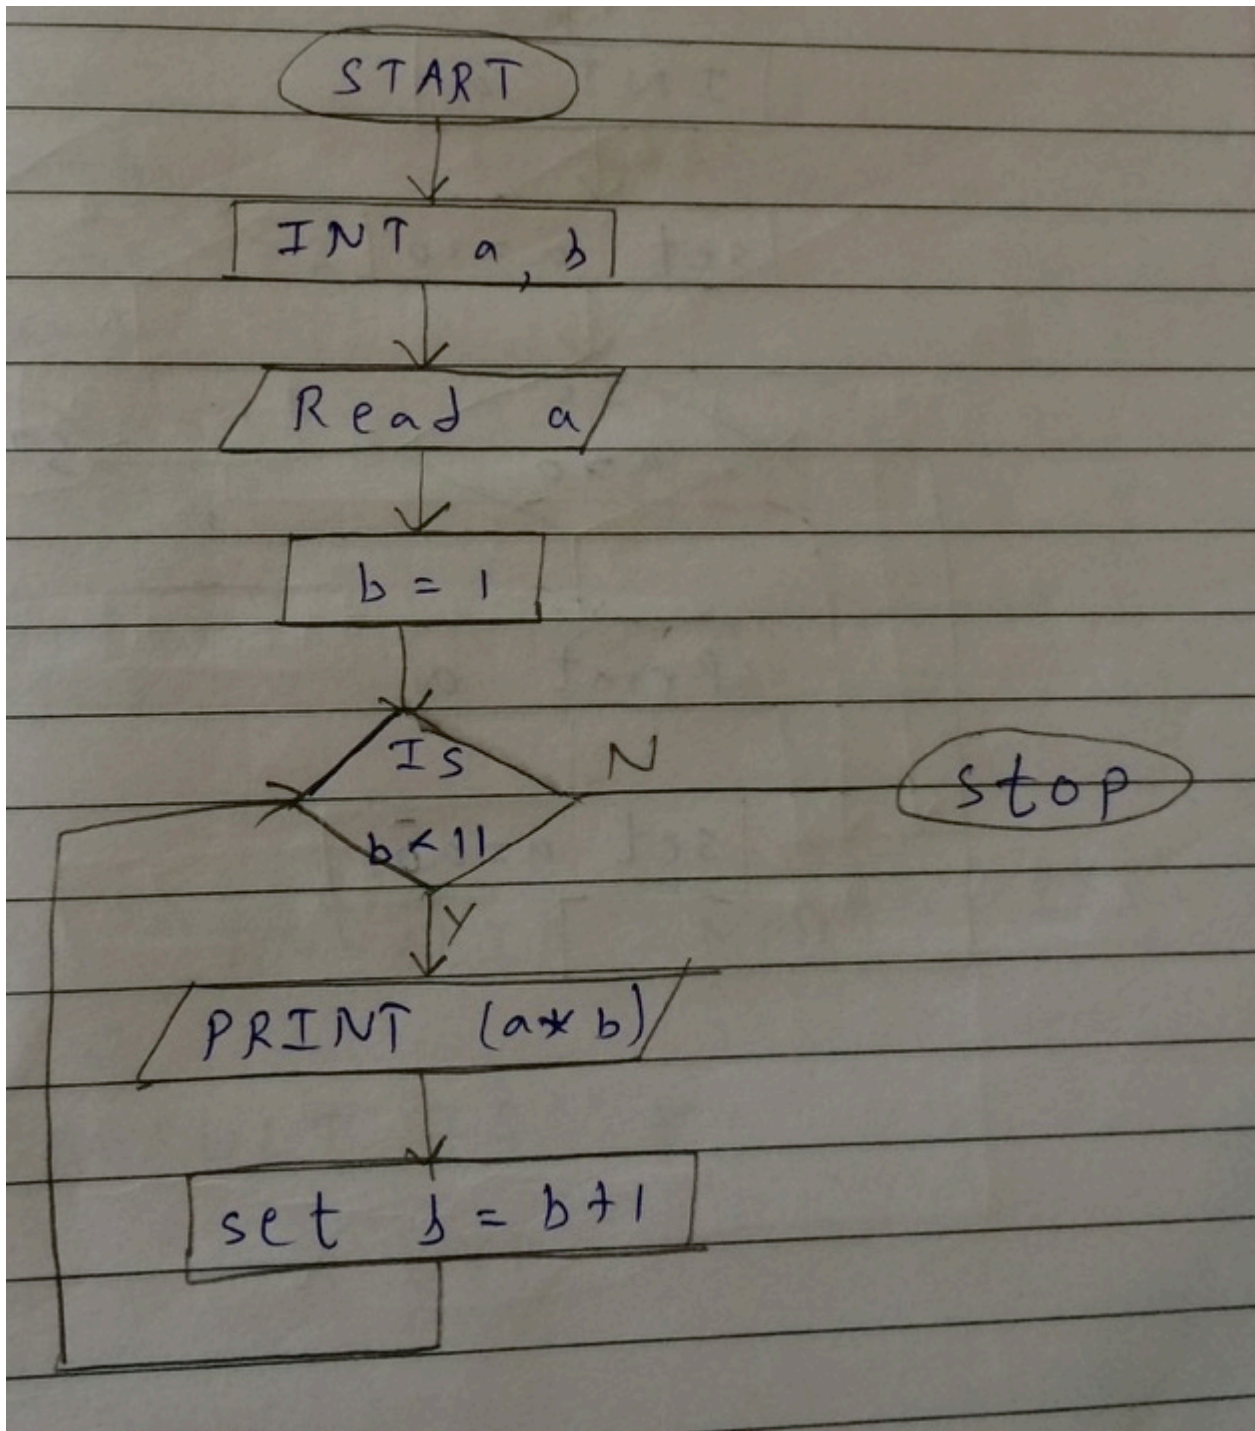 START
INT a, b
Read a
b = 1
Is
b < 11
N
stop
Y
PRINT (a* b)
set b = b+1